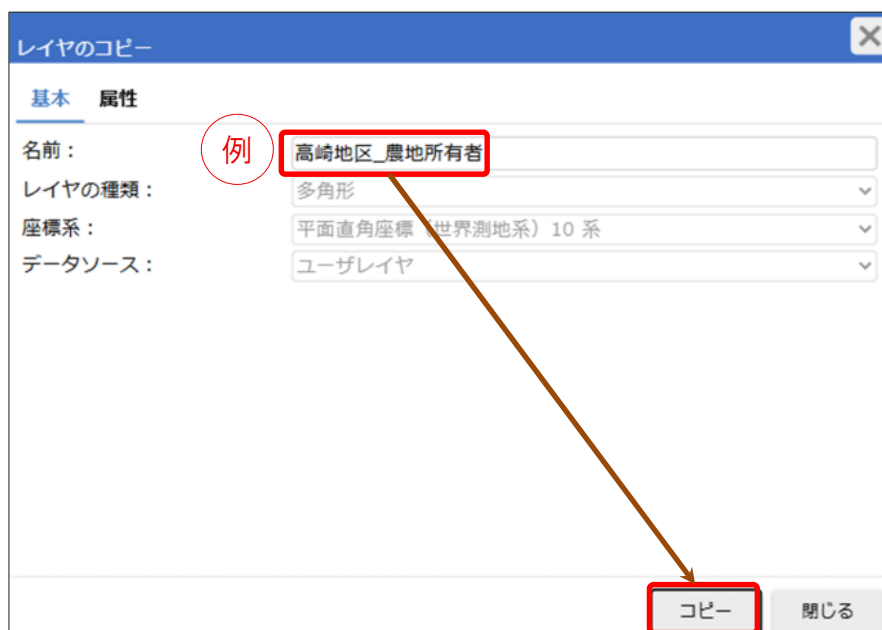 レイヤのコピー
基本 属性
名前： 例 高崎地区_農地所有者
レイヤの種類： 多角形
座標系： 平面直角座標（世界測地系）10 系
データソース： ユーザレイヤ
コピー 閉じる